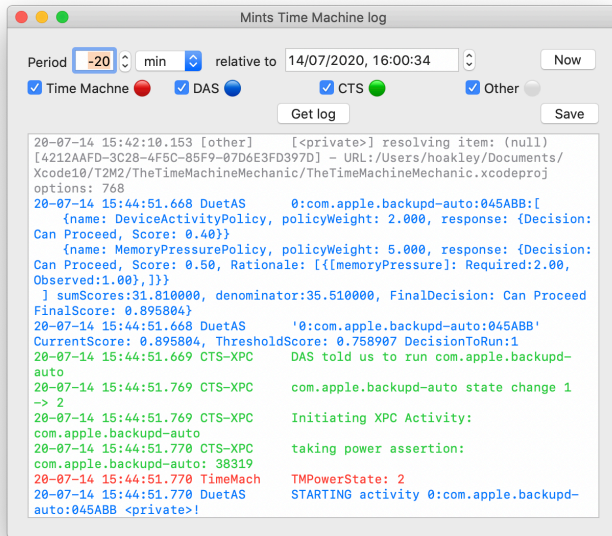 Mints Time Machine log
Period -20 min relative to 14/07/2020, 16:00:34 Now
Time Machne DAS CTS Other
Get log Save
20-07-14 15:42:10.153 [other] [<private>] resolving item: (null)
[4212AAFD-3C28-4F5C-85F9-07D6E3FD397D] - URL:/Users/hoakley/Documents/
Xcode10/T2M2/TheTimeMachineMechanic/TheTimeMachineMechanic.xcodeproj
options: 768
20-07-14 15:44:51.668 DuetAS 0:com.apple.backupd-auto:045ABB:[
{name: DeviceActivityPolicy, policyWeight: 2.000, response: {Decision:
Can Proceed, Score: 0.40}}
{name: MemoryPressurePolicy, policyWeight: 5.000, response: {Decision:
Can Proceed, Score: 0.50, Rationale: [{[memoryPressure]: Required:2.00,
Observed:1.00},]}}
] sumScores:31.810000, denominator:35.510000, FinalDecision: Can Proceed
FinalScore: 0.895804}
20-07-14 15:44:51.668 DuetAS '0:com.apple.backupd-auto:045ABB'
CurrentScore: 0.895804, ThresholdScore: 0.758907 DecisionToRun:1
20-07-14 15:44:51.669 CTS-XPC DAS told us to run com.apple.backupd-
auto
20-07-14 15:44:51.769 CTS-XPC com.apple.backupd-auto state change 1
-> 2
20-07-14 15:44:51.769 CTS-XPC Initiating XPC Activity:
com.apple.backupd-auto
20-07-14 15:44:51.770 CTS-XPC taking power assertion:
com.apple.backupd-auto: 38319
20-07-14 15:44:51.770 TimeMach TMPowerState: 2
20-07-14 15:44:51.770 DuetAS STARTING activity 0:com.apple.backupd-
auto:045ABB <private>!